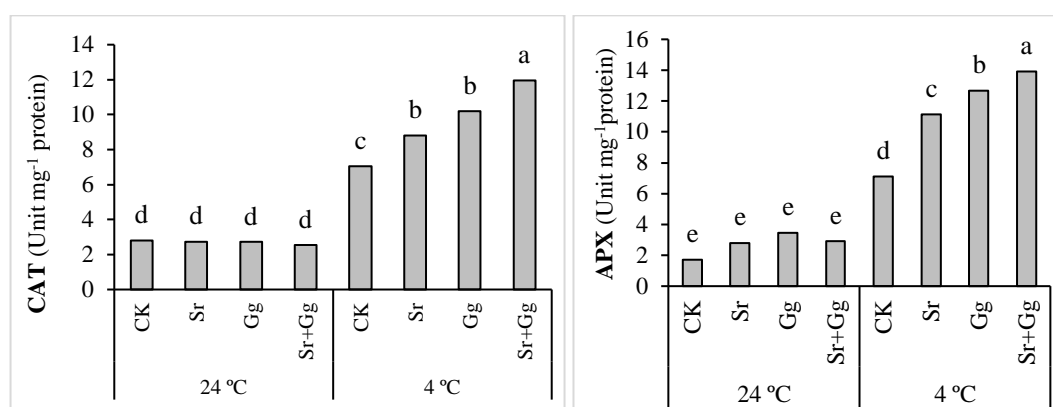 CAT (Unit mg-1 protein)
14
12
10
8
6
4
2
0
d d d d c b b a
CK Sr Gg Sr+Gg CK Sr Gg Sr+Gg
24 ºC 4 ºC
APX (Unit mg-1protein)
16
14
12
10
8
6
4
2
0
e e e e d c b a
CK Sr Gg Sr+Gg CK Sr Gg Sr+Gg
24 ºC 4 ºC